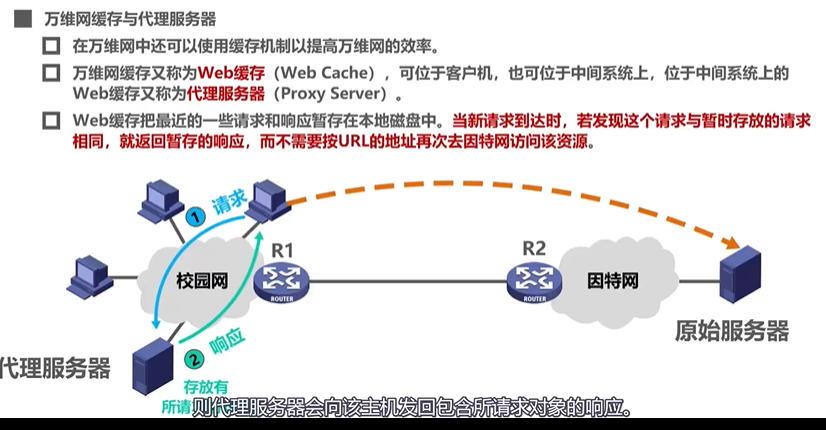 万维网缓存与代理服务器
在万维网中还可以使用缓存机制以提高万维网的效率。
万维网缓存又称为Web缓存（Web Cache），可位于客户机，也可位于中间系统上，位于中间系统上的
Web缓存又称为代理服务器（Proxy Server）。
Web缓存把最近的一些请求和响应暂存在本地磁盘中。当新请求到达时，若发现这个请求与暂时存放的请求
相同，就返回暂存的响应，而不需要按URL的地址再次去因特网访问该资源。
1 请求
R1
R2
校园网
ROUTER
ROUTER
因特网
原始服务器
代理服务器
2 响应
存放有
所请
则代理服务器会向该主机发回包含所请求对象的响应。